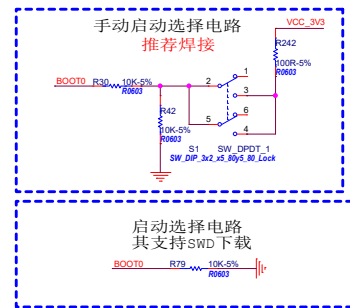 手动启动选择电路
推荐焊接
VCC_3V3
R242
100R-5%
R0603
BOOT0
R30
10K-5%
R0603
R42
10K-5%
R0603
2
1
3
5
6
4
S1
SW_DPDT_1
SW_DIP_3x2_x5_80y5_80_Lock
启动选择电路
其支持SWD下载
BOOT0
R79
10K-5%
R0603